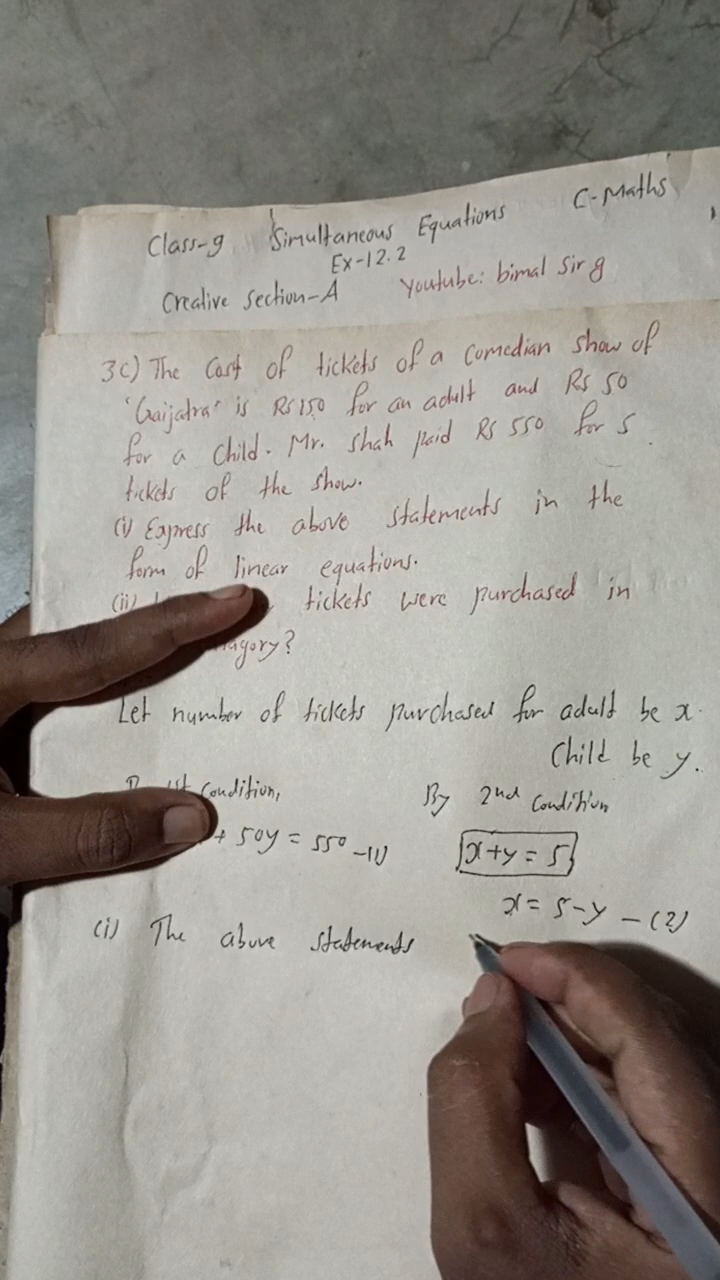 Class-9 Simultaneous Equations C-Maths
Ex-12.2
Creative section-A Youtube: bimal Sir g
3c) The Cost of tickets of a Comedian show of
'Gaijatra' is Rs 150 for an adult and Rs 50
for a child. Mr. Shah paid Rs 550 for 5
tickets of the show.
(i) Express the above statements in the
form of linear equations.
(ii) tickets were purchased in
Let number of tickets purchased for adult be x.
Child be y.
Condition, By 2nd Condition
+ 50y = 550 -(1) x+y = 5
x = 5-y - (2)
(i) The above statements